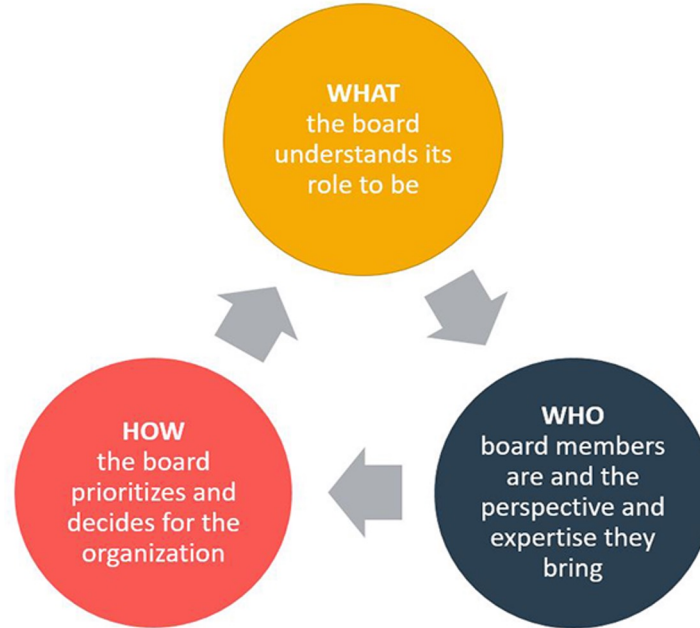 WHAT
the board
understands its
role to be
WHO
board members
are and the
perspective and
expertise they
bring
HOW
the board
prioritizes and
decides for the
organization